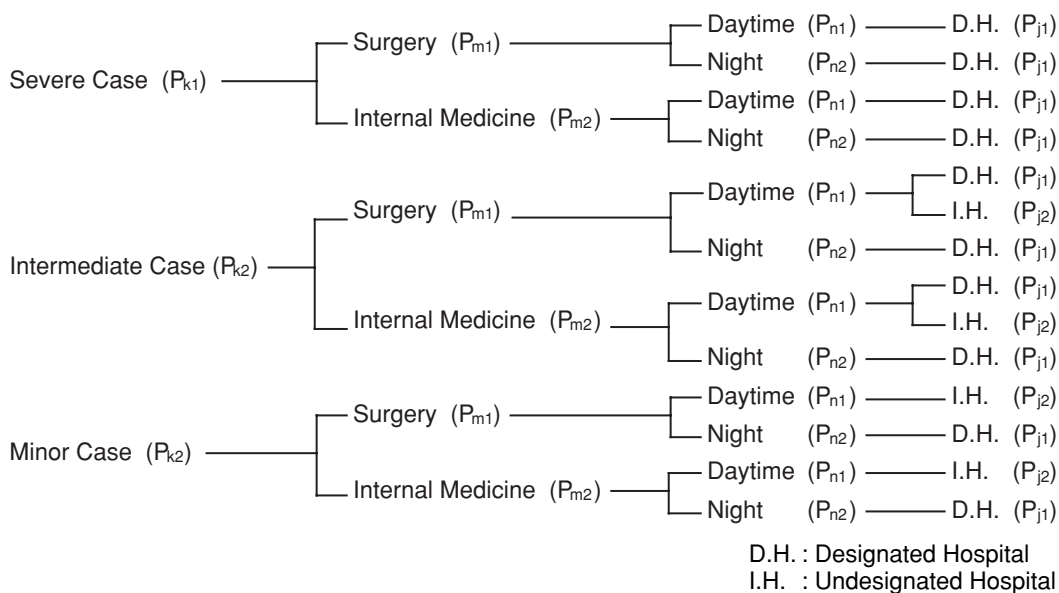 Daytime (Pn1) D.H. (Pj1)
Surgery (Pm1)
Night (Pn2) D.H. (Pj1)
Severe Case (Pk1)
Daytime (Pn1) D.H. (Pj1)
Internal Medicine (Pm2)
Night (Pn2) D.H. (Pj1)
D.H. (Pj1)
Daytime (Pn1)
Surgery (Pm1)
I.H. (Pj2)
Night (Pn2) D.H. (Pj1)
Intermediate Case (Pk2)
D.H. (Pj1)
Daytime (Pn1)
Internal Medicine (Pm2)
I.H. (Pj2)
Night (Pn2) D.H. (Pj1)
Daytime (Pn1) I.H. (Pj2)
Surgery (Pm1)
Night (Pn2) D.H. (Pj1)
Minor Case (Pk2)
Daytime (Pn1) I.H. (Pj2)
Internal Medicine (Pm2)
Night (Pn2) D.H. (Pj1)
D.H. : Designated Hospital
I.H. : Undesignated Hospital